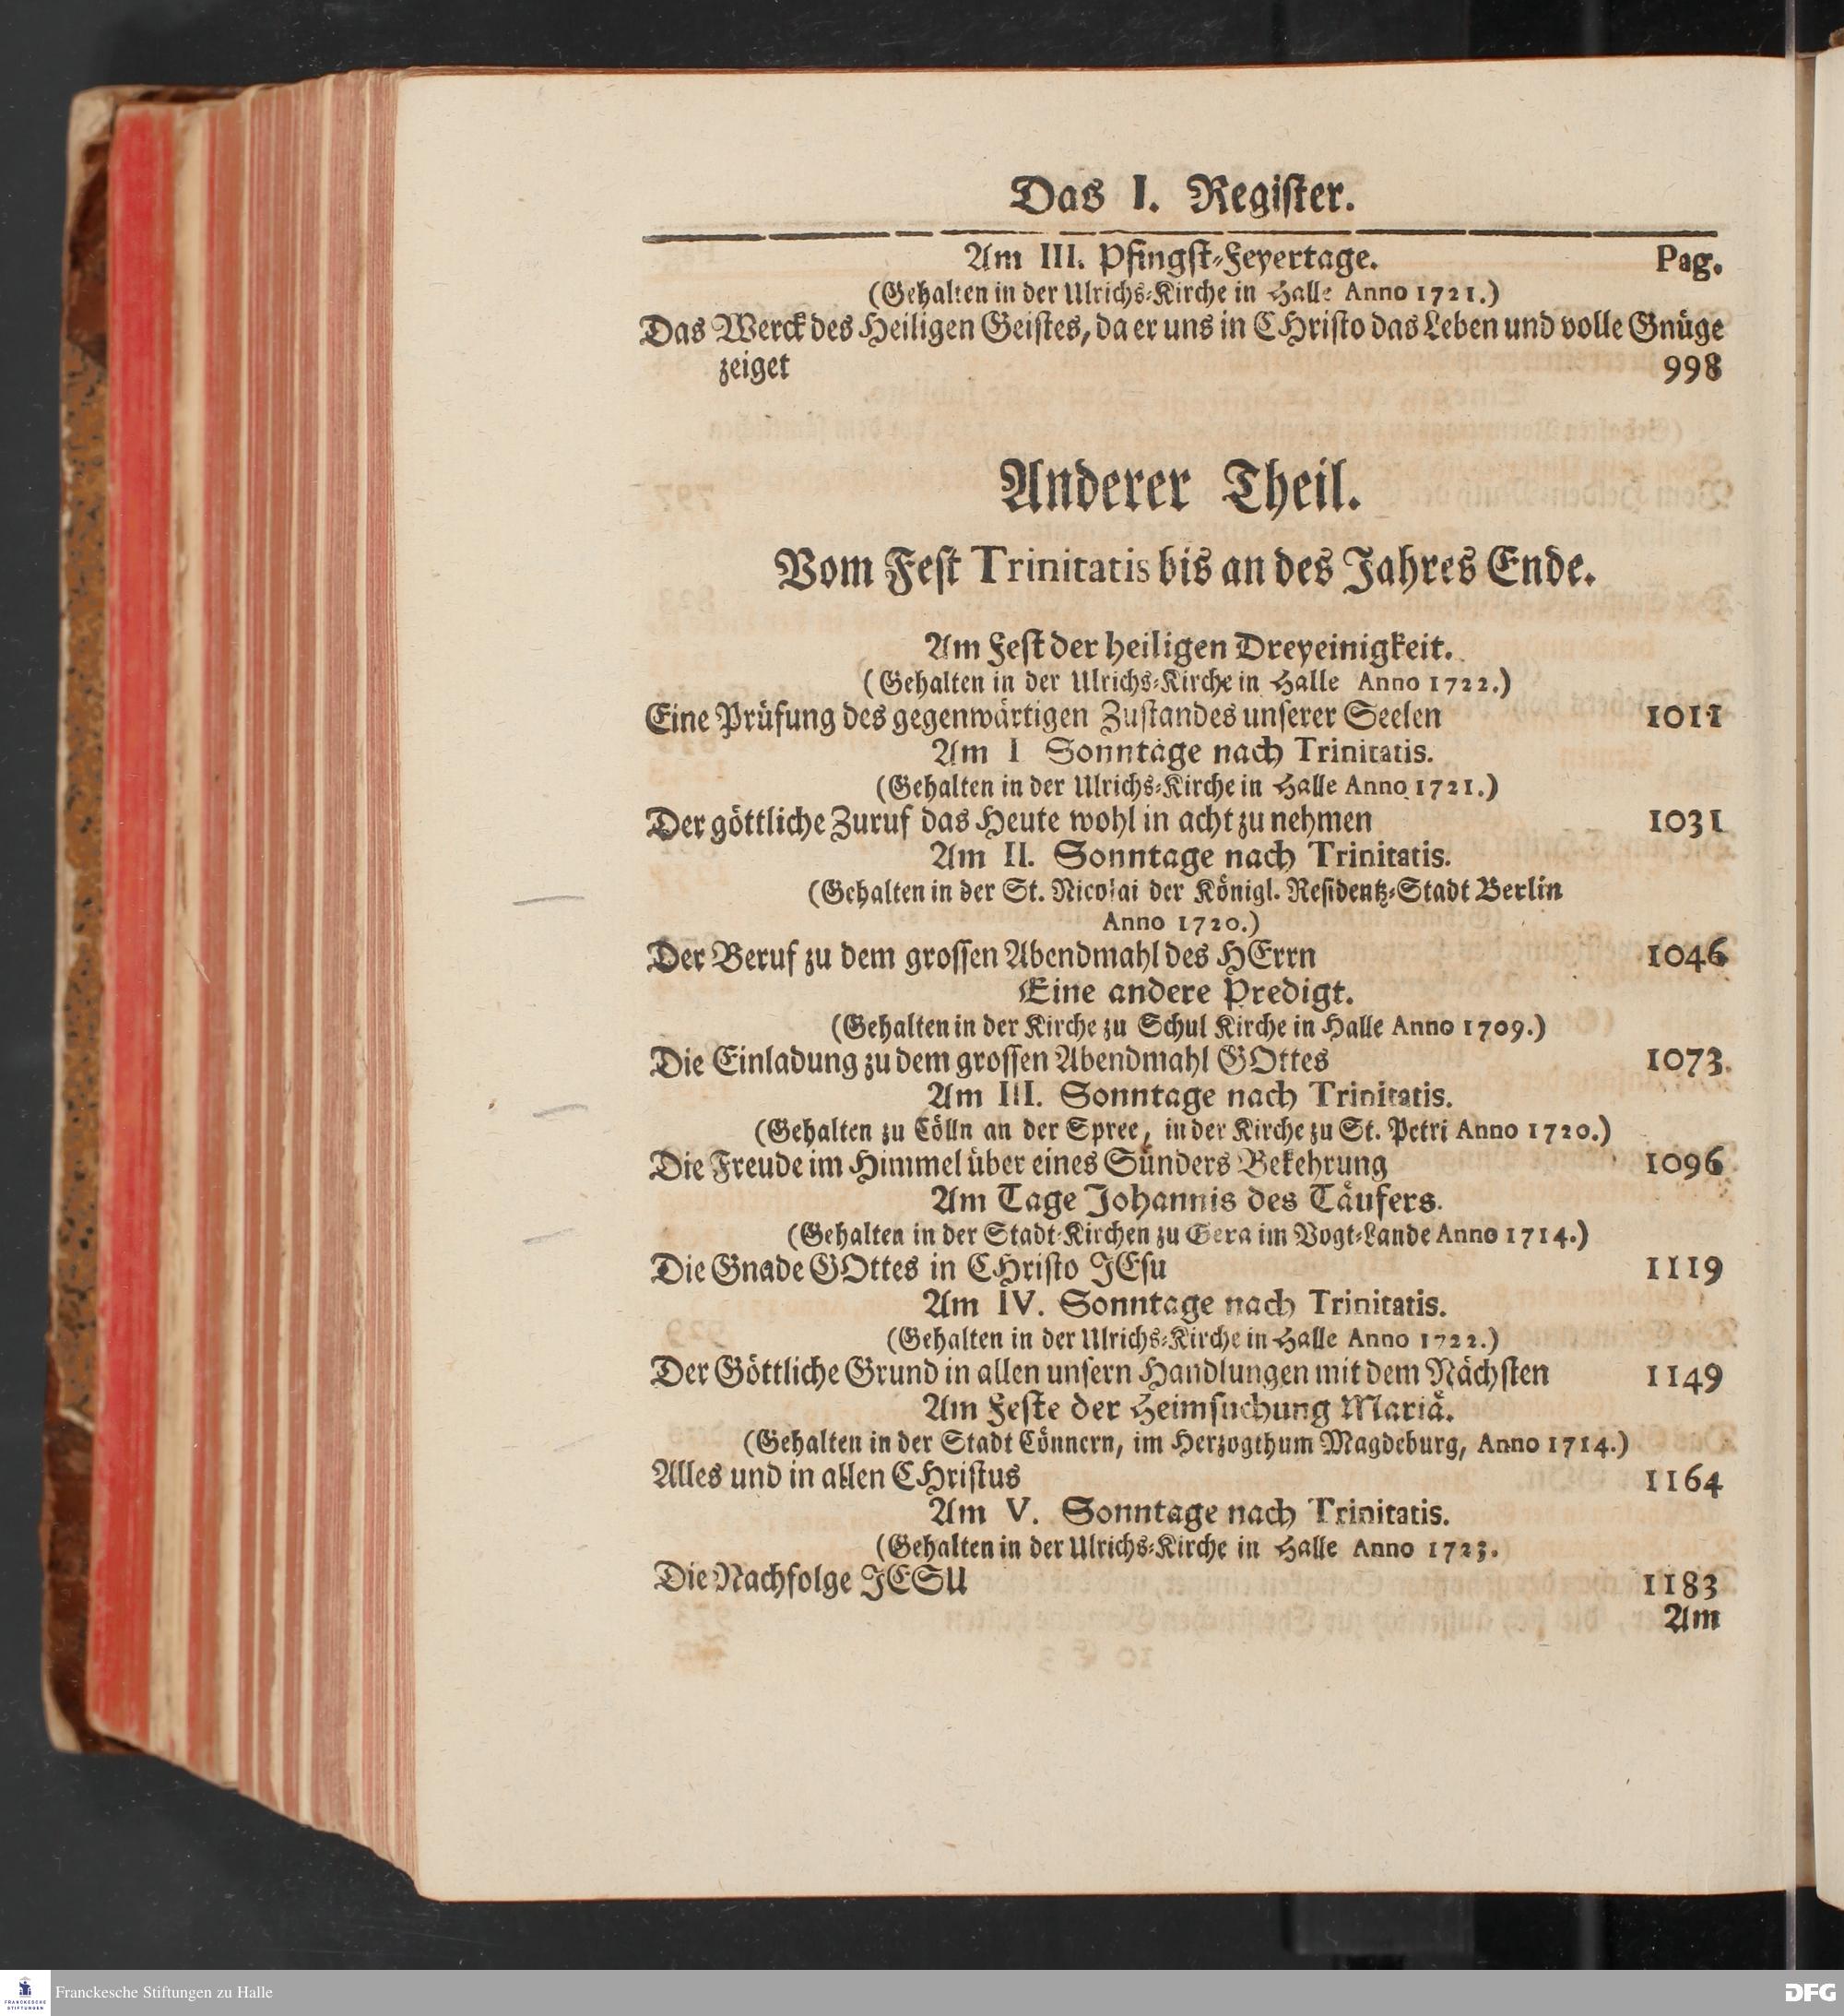 Das I. Register.
Am III. Pfingst-Feyertage. Pag.
(Gehalten in der Ulrichs-Kirche in Halle Anno 1721.)
Das Werck des Heiligen Geistes, da er uns in CHristo das Leben und volle Gnüge
zeiget 998
Anderer Theil.
Vom Fest Trinitatis bis an des Jahres Ende.
Am Fest der heiligen Dreyeinigkeit.
(Gehalten in der Ulrichs-Kirche in Halle Anno 1722.)
Eine Prüfung des gegenwärtigen Zustandes unserer Seelen 1011
Am I Sonntage nach Trinitatis.
(Gehalten in der Ulrichs-Kirche in Halle Anno 1721.)
Der göttliche Zuruf das Heute wohl in acht zu nehmen 1031
Am II. Sonntage nach Trinitatis.
(Gehalten in der St. Nicolai der Königl. Residentz-Stadt Berlin
Anno 1720.)
Der Beruf zu dem grossen Abendmahl des HErrn 1046
Eine andere Predigt.
(Gehalten in der Kirche zu Schul Kirche in Halle Anno 1709.)
Die Einladung zu dem grossen Abendmahl GOttes 1073.
Am III. Sonntage nach Trinitatis.
(Gehalten zu Cölln an der Spree, in der Kirche zu St. Petri Anno 1720.)
Die Freude im Himmel über eines Sünders Bekehrung 1096
Am Tage Johannis des Täufers.
(Gehalten in der Stadt-Kirchen zu Gera im Vogt-Lande Anno 1714.)
Die Gnade GOttes in CHristo JEsu 1119
Am IV. Sonntage nach Trinitatis.
(Gehalten in der Ulrichs-Kirche in Halle Anno 1722.)
Der Göttliche Grund in allen unsern Handlungen mit dem Nächsten 1149
Am Feste der Heimsuchung Mariä.
(Gehalten in der Stadt Cönnern, im Herzogthum Magdeburg, Anno 1714.)
Alles und in allen CHristus 1164
Am V. Sonntage nach Trinitatis.
(Gehalten in der Ulrichs-Kirche in Halle Anno 1723.
Die Nachfolge JESU 1183
Am
FRANCKESCHE
STIFTUNGEN
Franckesche Stiftungen zu Halle
DFG